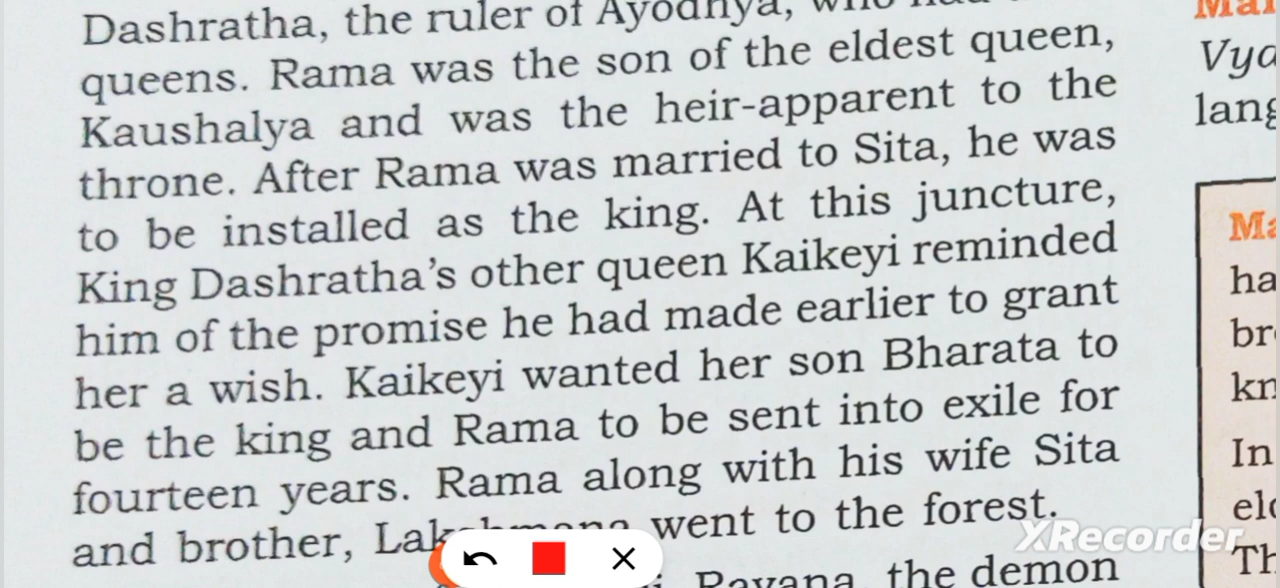 Dashratha, the ruler of Ayodhya, who had
queens. Rama was the son of the eldest queen,
Kaushalya and was the heir-apparent to the
throne. After Rama was married to Sita, he was
to be installed as the king. At this juncture,
King Dashratha's other queen Kaikeyi reminded
him of the promise he had made earlier to grant
her a wish. Kaikeyi wanted her son Bharata to
be the king and Rama to be sent into exile for
fourteen years. Rama along with his wife Sita
and brother, Lakshmana went to the forest.
Ravana, the demon
lang
Ma
ha
kn
In
Th
XRecorder